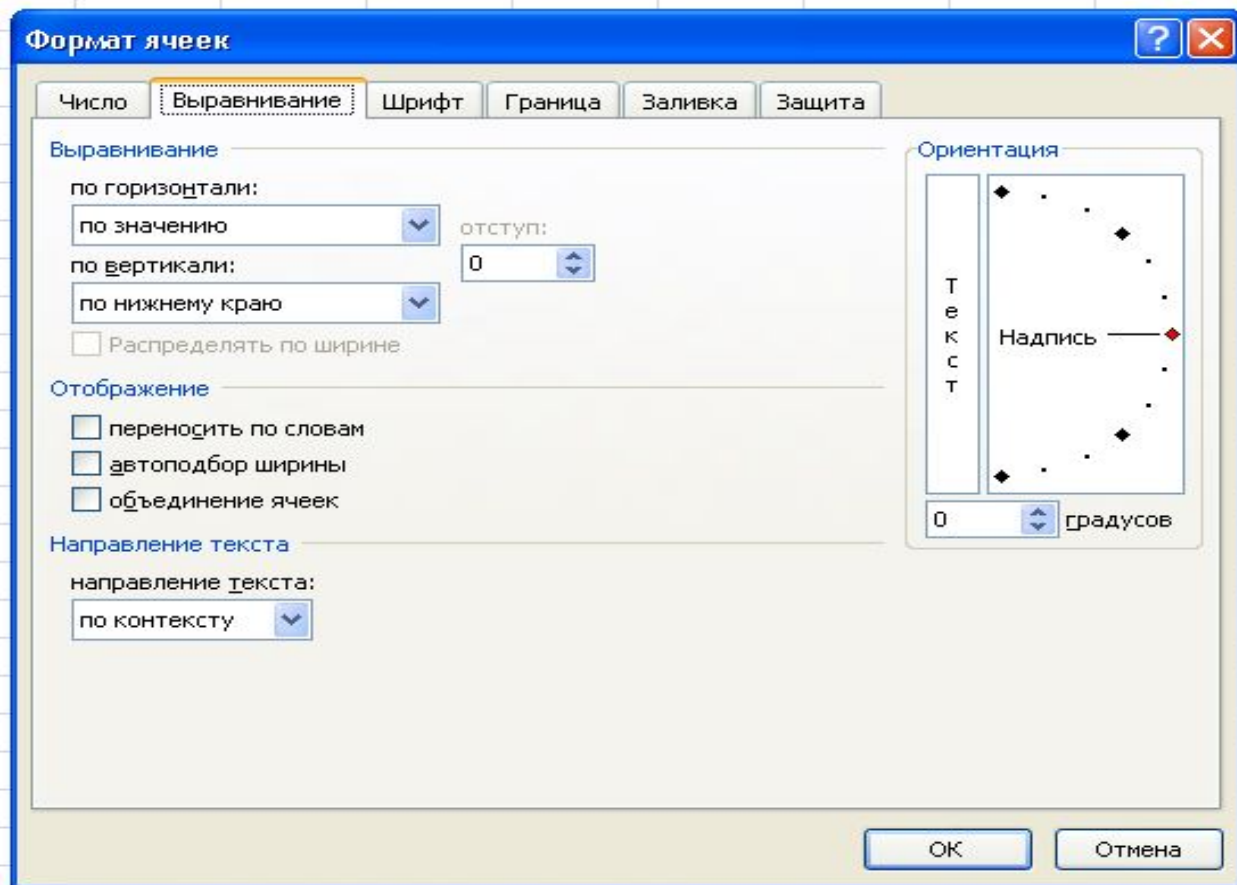 Формат ячеек
Число Выравнивание Шрифт Граница Заливка Защита
Выравнивание
по горизонтали:
по значению
отступ:
0
по вертикали:
по нижнему краю
Распределять по ширине
Отображение
переносить по словам
автоподбор ширины
объединение ячеек
Направление текста
направление текста:
по контексту
Ориентация
Текст
Надпись
0 градусов
ОК Отмена